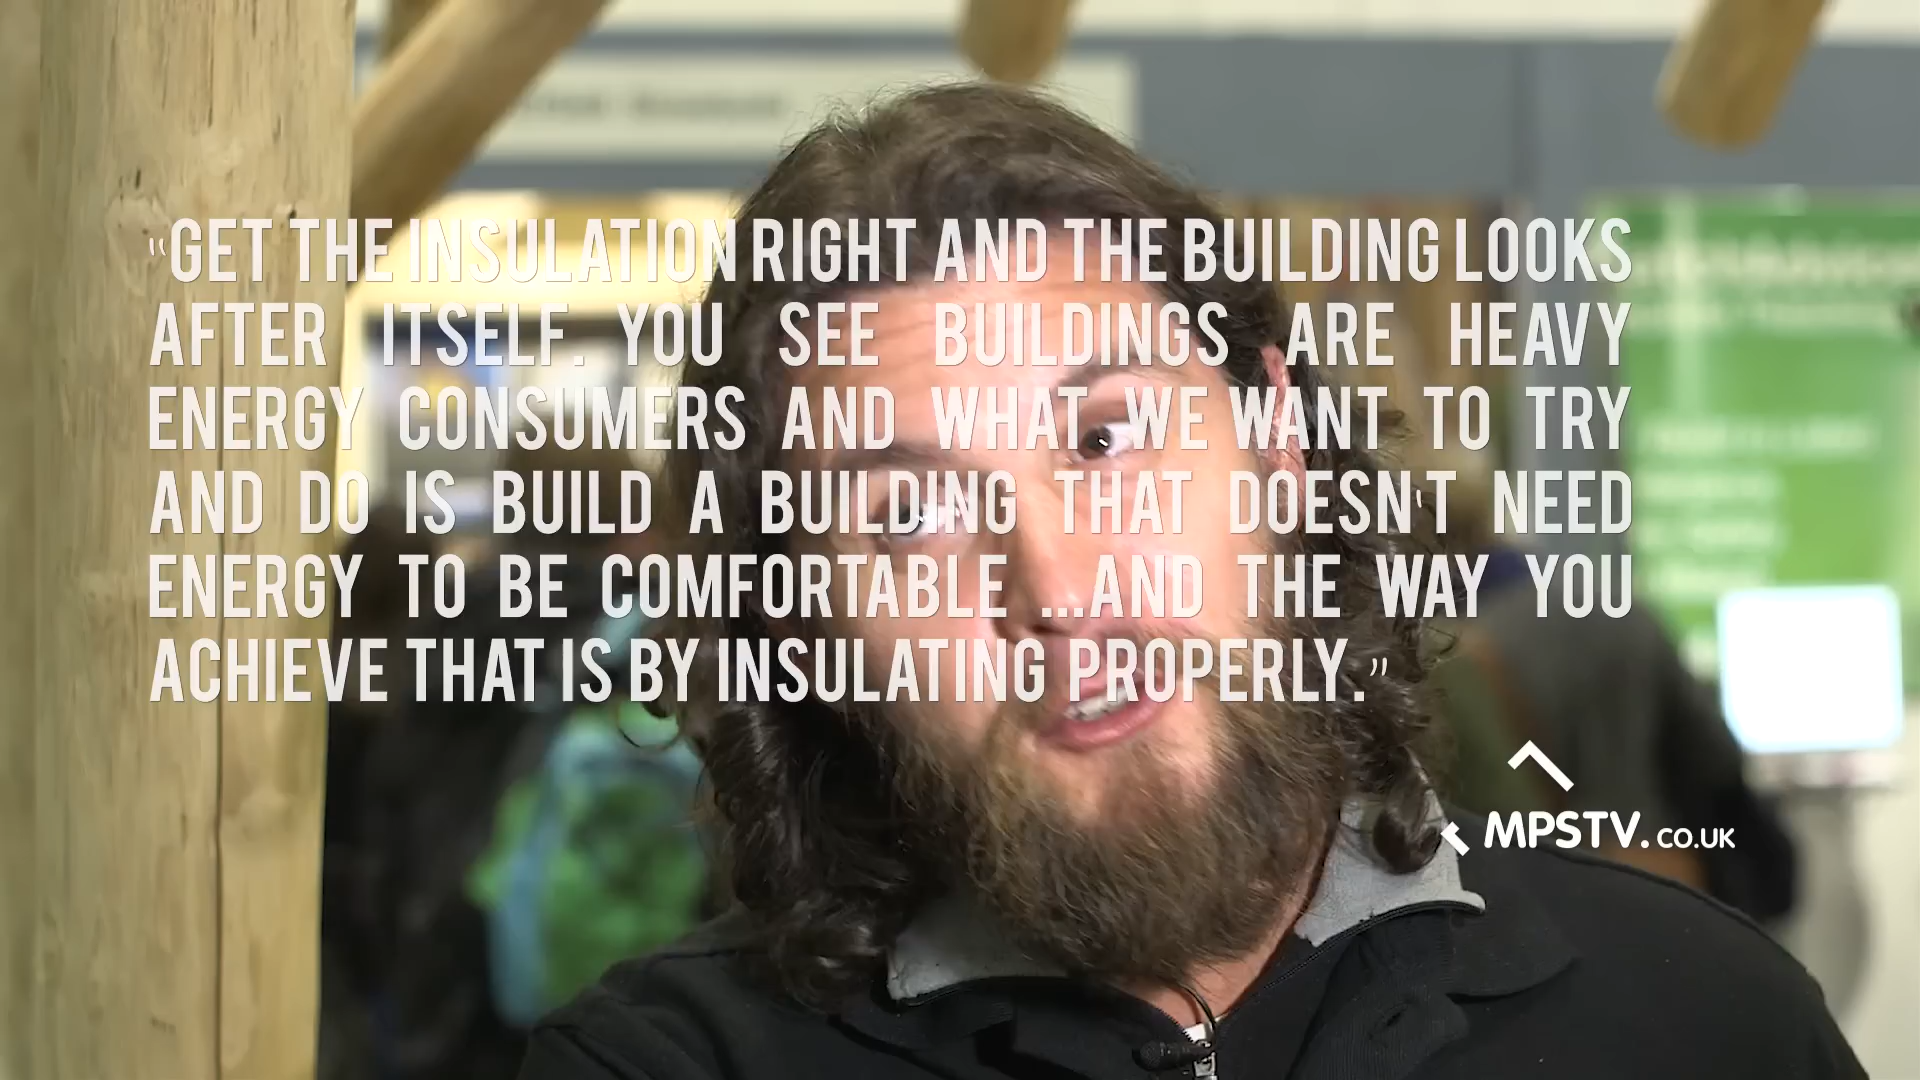 “GET THE INSULATION RIGHT AND THE BUILDING LOOKS
AFTER ITSELF. YOU SEE BUILDINGS ARE HEAVY
ENERGY CONSUMERS AND WHAT WE WANT TO TRY
AND DO IS BUILD A BUILDING THAT DOESN'T NEED
ENERGY TO BE COMFORTABLE ...AND THE WAY YOU
ACHIEVE THAT IS BY INSULATING PROPERLY.”
MPSTV.CO.UK